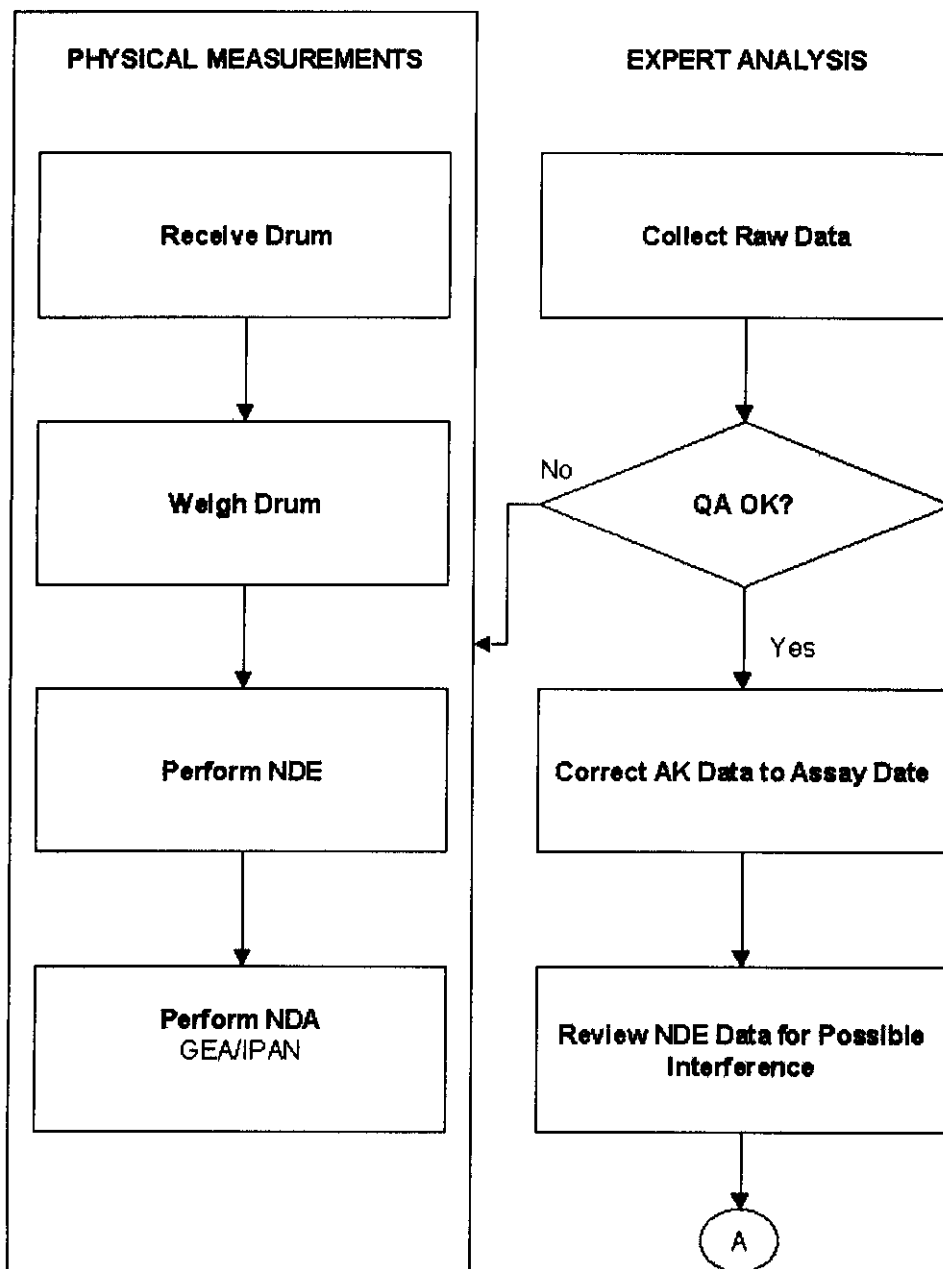 PHYSICAL MEASUREMENTS
Receive Drum
Weigh Drum
Perform NDE
Perform NDA
GEA/IPAN
EXPERT ANALYSIS
Collect Raw Data
QA OK?
No
Yes
Correct AK Data to Assay Date
Review NDE Data for Possible
Interference
A